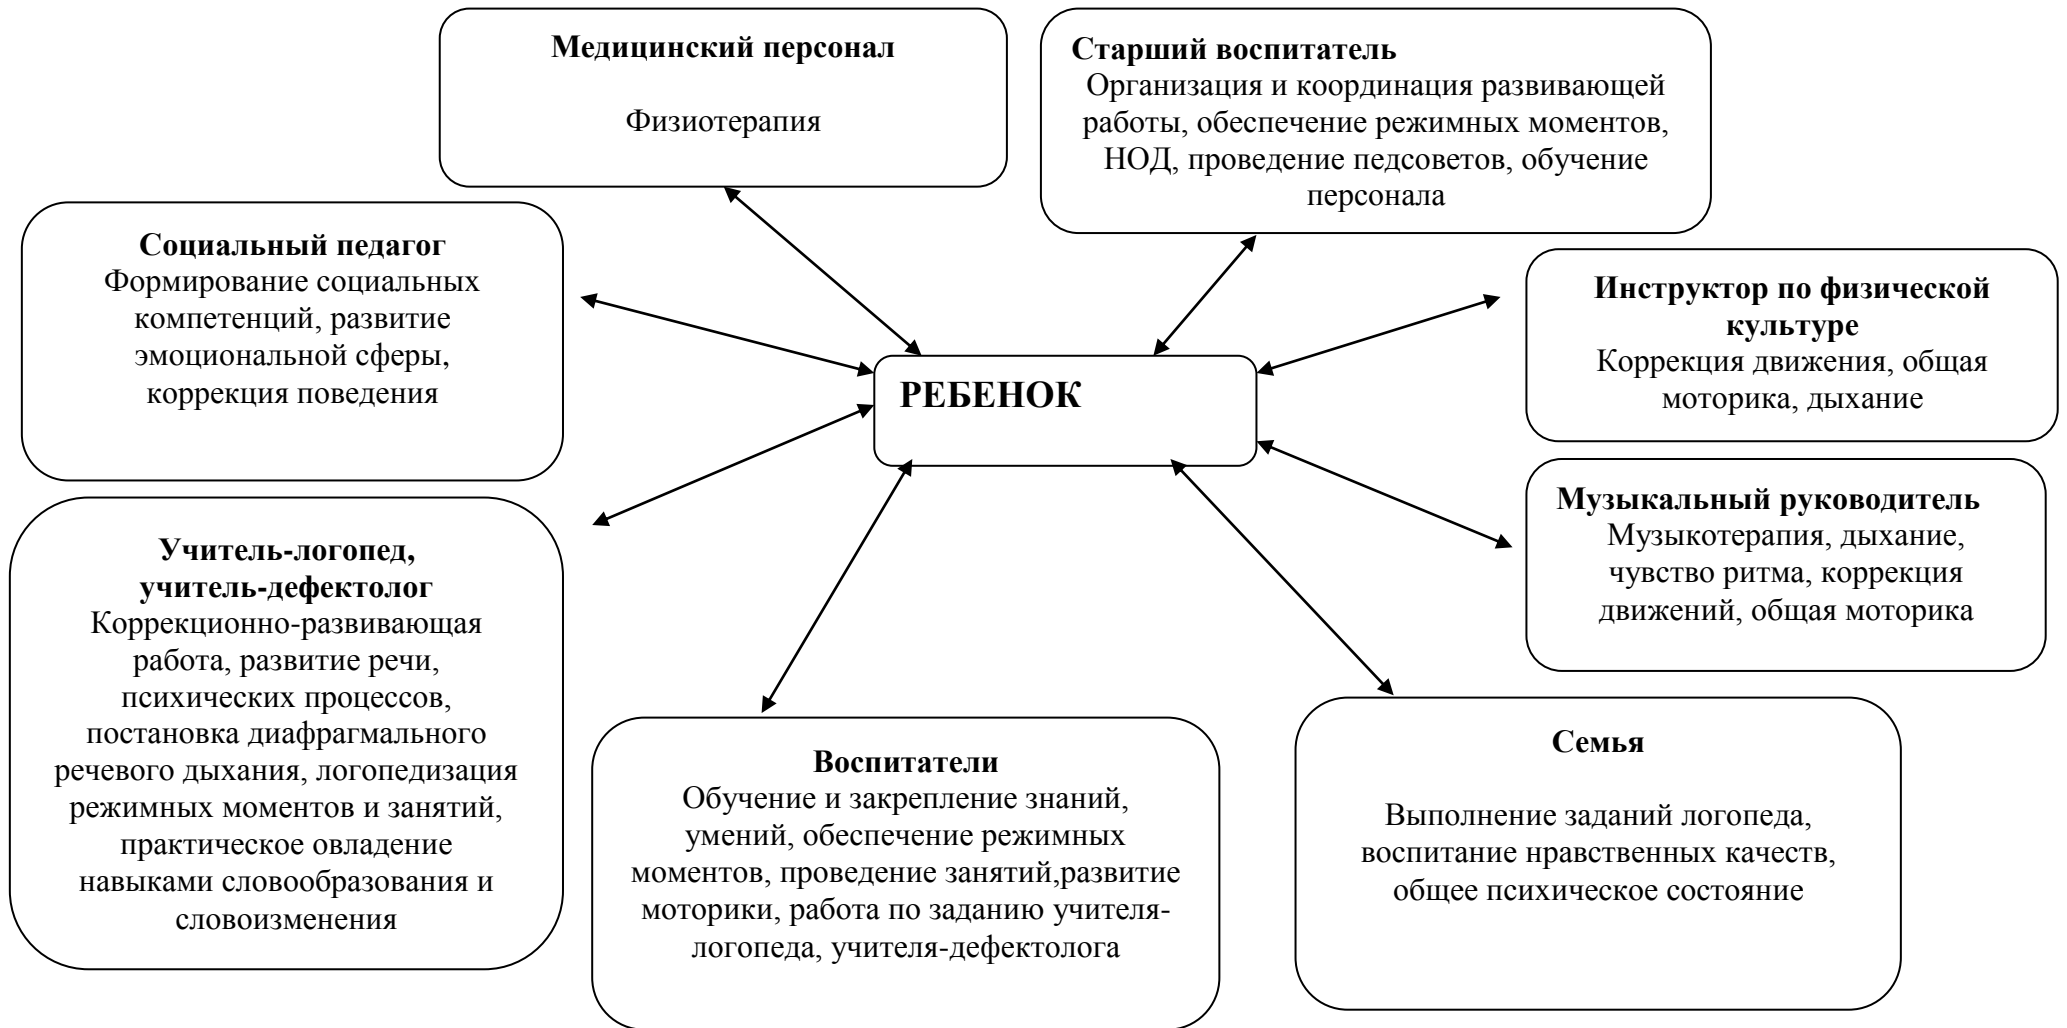 Медицинский персонал
Физиотерапия
Старший воспитатель
Организация и координация развивающей
работы, обеспечение режимных моментов,
НОД, проведение педсоветов, обучение
персонала
Социальный педагог
Формирование социальных
компетенций, развитие
эмоциональной сферы,
коррекция поведения
Инструктор по физической
культуре
Коррекция движения, общая
моторика, дыхание
РЕБЕНОК
Музыкальный руководитель
Музыкотерапия, дыхание,
чувство ритма, коррекция
движений, общая моторика
Учитель-логопед,
учитель-дефектолог
Коррекционно-развивающая
работа, развитие речи,
психических процессов,
постановка диафрагмального
речевого дыхания, логопедизация
режимных моментов и занятий,
практическое овладение
навыками словообразования и
словоизменения
Воспитатели
Обучение и закрепление знаний,
умений, обеспечение режимных
моментов, проведение занятий,развитие
моторики, работа по заданию учителя-
логопеда, учителя-дефектолога
Семья
Выполнение заданий логопеда,
воспитание нравственных качеств,
общее психическое состояние